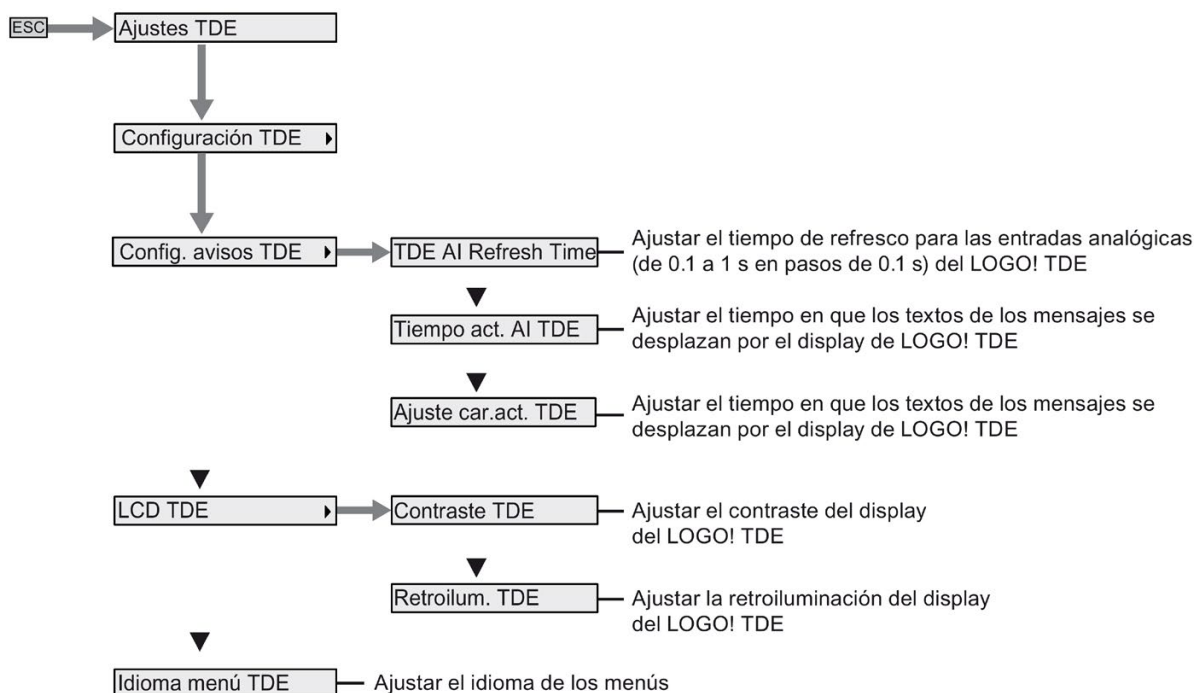 ESC
Ajustes TDE
Configuración TDE
Config. avisos TDE
TDE AI Refresh Time
Ajustar el tiempo de refresco para las entradas analógicas
(de 0.1 a 1 s en pasos de 0.1 s) del LOGO! TDE
Tiempo act. AI TDE
Ajustar el tiempo en que los textos de los mensajes se
desplazan por el display de LOGO! TDE
Ajuste car.act. TDE
Ajustar el tiempo en que los textos de los mensajes se
desplazan por el display de LOGO! TDE
LCD TDE
Contraste TDE
Ajustar el contraste del display
del LOGO! TDE
Retroilum. TDE
Ajustar la retroiluminación del display
del LOGO! TDE
Idioma menú TDE
Ajustar el idioma de los menús